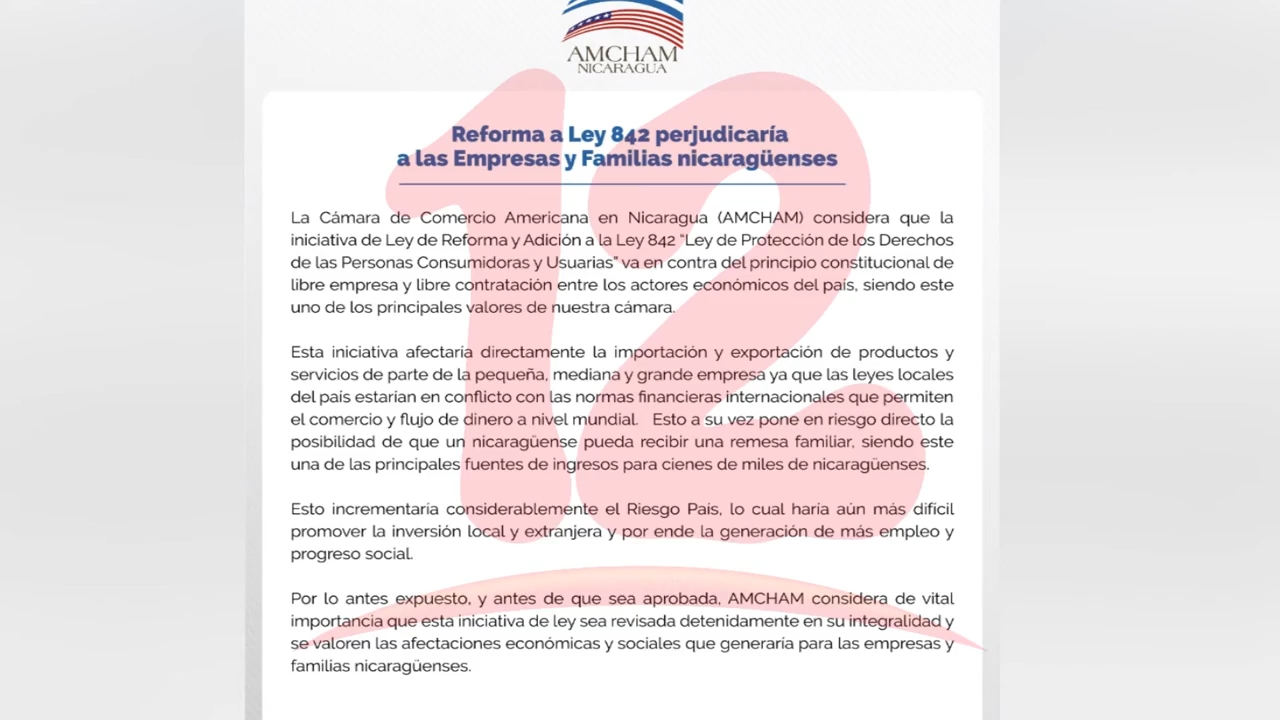 AMCHAM
NICARAGUA
12
Reforma a Ley 842 perjudicaría
a las Empresas y Familias nicaragüenses
La Cámara de Comercio Americana en Nicaragua (AMCHAM) considera que la
iniciativa de Ley de Reforma y Adición a la Ley 842 “Ley de Protección de los Derechos
de las Personas Consumidoras y Usuarias” va en contra del principio constitucional de
libre empresa y libre contratación entre los actores económicos del país, siendo este
uno de los principales valores de nuestra cámara.
Esta iniciativa afectaría directamente la importación y exportación de productos y
servicios de parte de la pequeña, mediana y grande empresa ya que las leyes locales
del país estarían en conflicto con las normas financieras internacionales que permiten
el comercio y flujo de dinero a nivel mundial. Esto a su vez pone en riesgo directo la
posibilidad de que un nicaragüense pueda recibir una remesa familiar, siendo este
una de las principales fuentes de ingresos para cienes de miles de nicaragüenses.
Esto incrementaría considerablemente el Riesgo País, lo cual haría aún más difícil
promover la inversión local y extranjera y por ende la generación de más empleo y
progreso social.
Por lo antes expuesto, y antes de que sea aprobada, AMCHAM considera de vital
importancia que esta iniciativa de ley sea revisada detenidamente en su integralidad y
se valoren las afectaciones económicas y sociales que generaría para las empresas y
familias nicaragüenses.